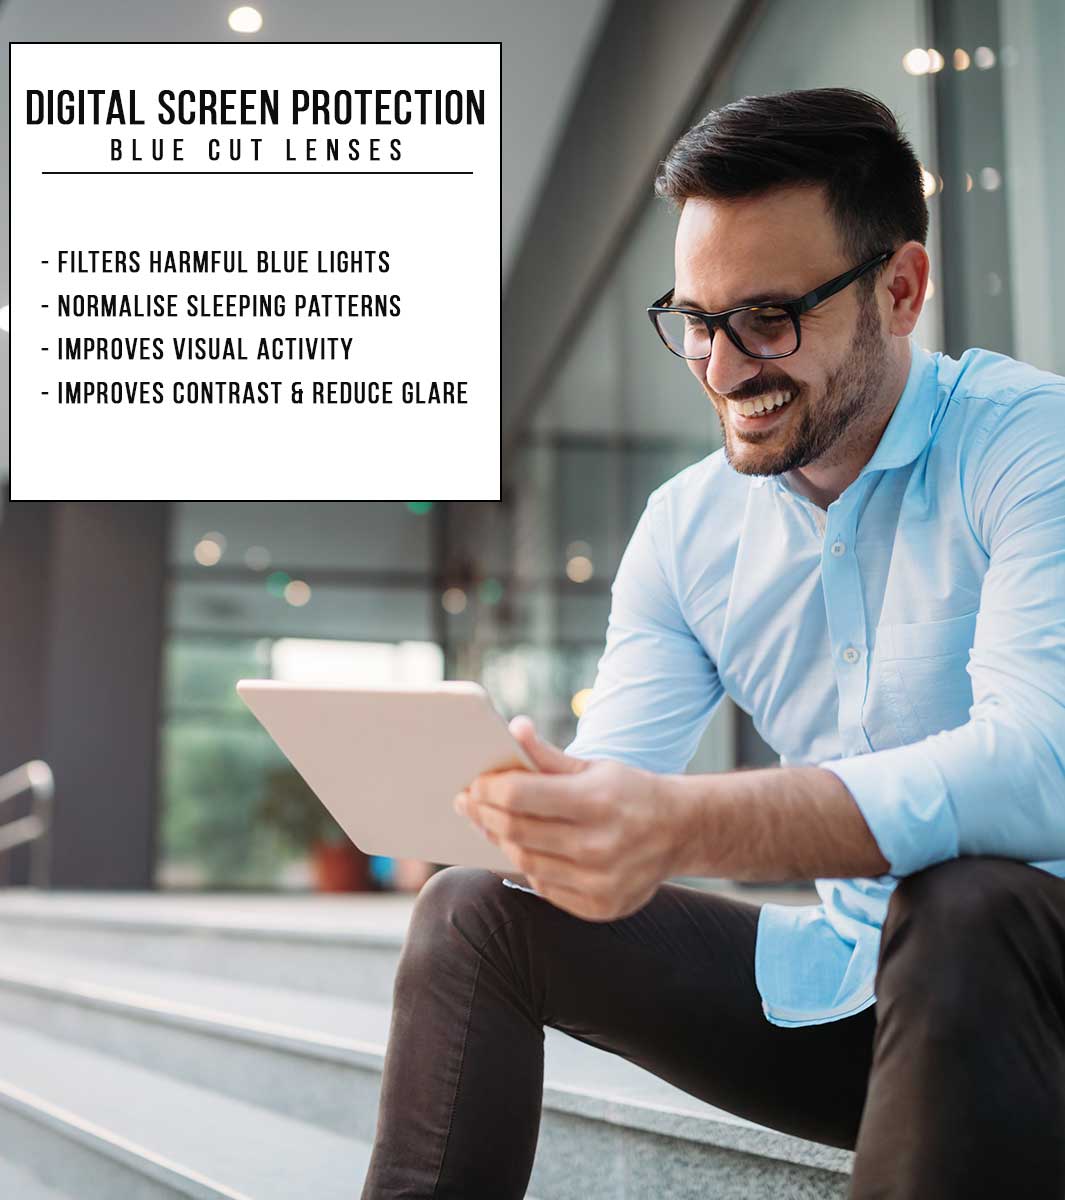 DIGITAL SCREEN PROTECTION
BLUE CUT LENSES
- FILTERS HARMFUL BLUE LIGHTS
- NORMALISE SLEEPING PATTERNS
- IMPROVES VISUAL ACTIVITY
- IMPROVES CONTRAST & REDUCE GLARE